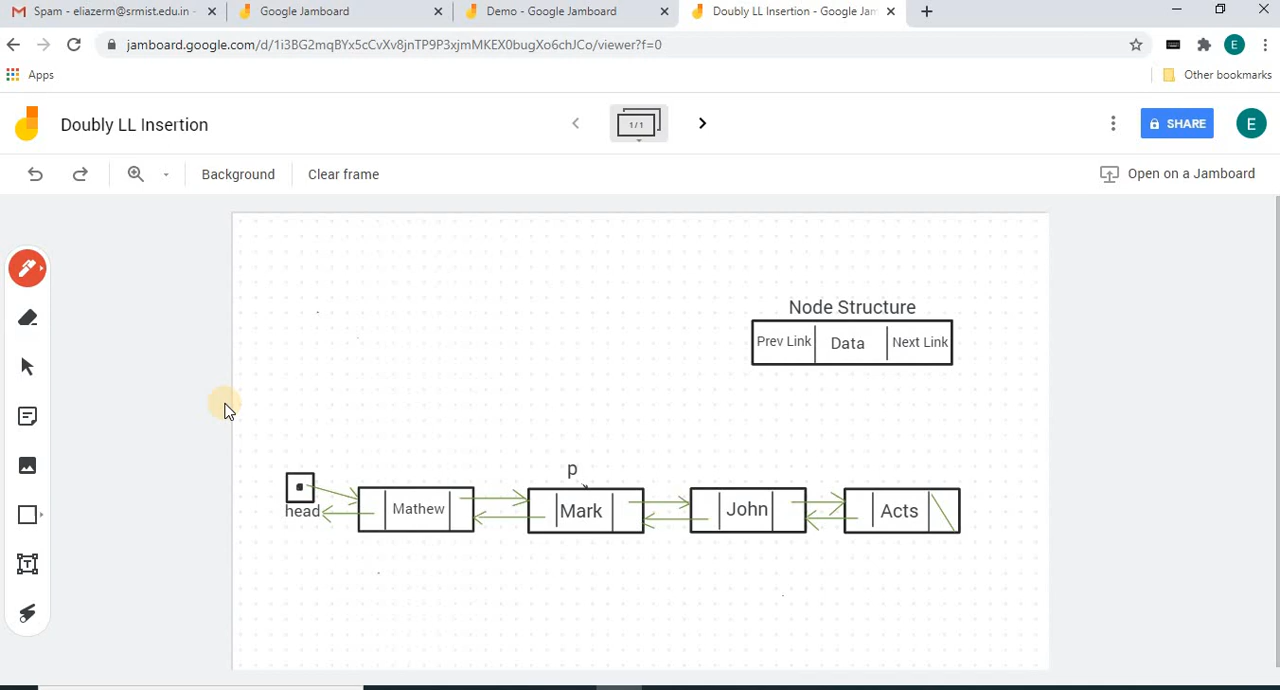 Spam - eliazerm@srmist.edu.in -
Google Jamboard
Demo - Google Jamboard
Doubly LL Insertion - Google Jam
jamboard.google.com/d/1i3BG2mqBYx5cCvXv8jnTP9P3xjmMKEX0bugXo6chJCo/viewer?f=0
E
Apps
Other bookmarks
Doubly LL Insertion
1/1
SHARE
E
Background
Clear frame
Open on a Jamboard
Node Structure
Prev Link Data Next Link
p
head
Mathew Mark John Acts
T